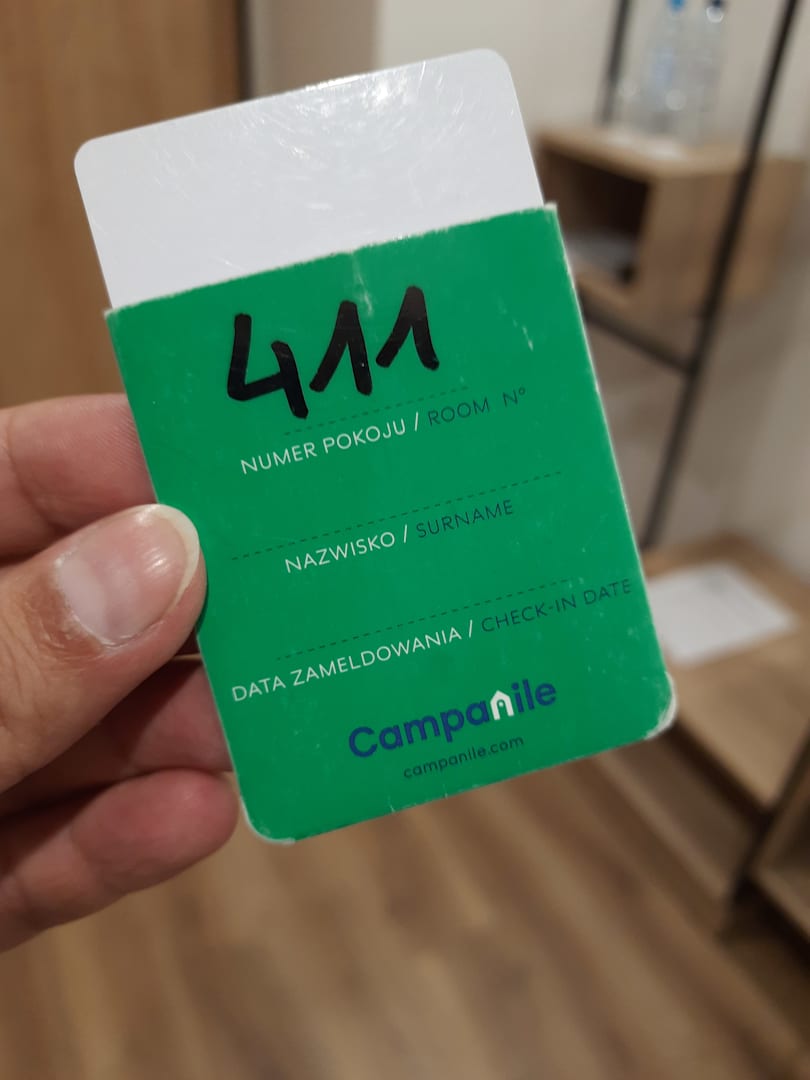 411
NUMER POKOJU / ROOM N°
NAZWISKO / SURNAME
DATA ZAMELDOWANIA / CHECK-IN DATE
Campanile
campanile.com